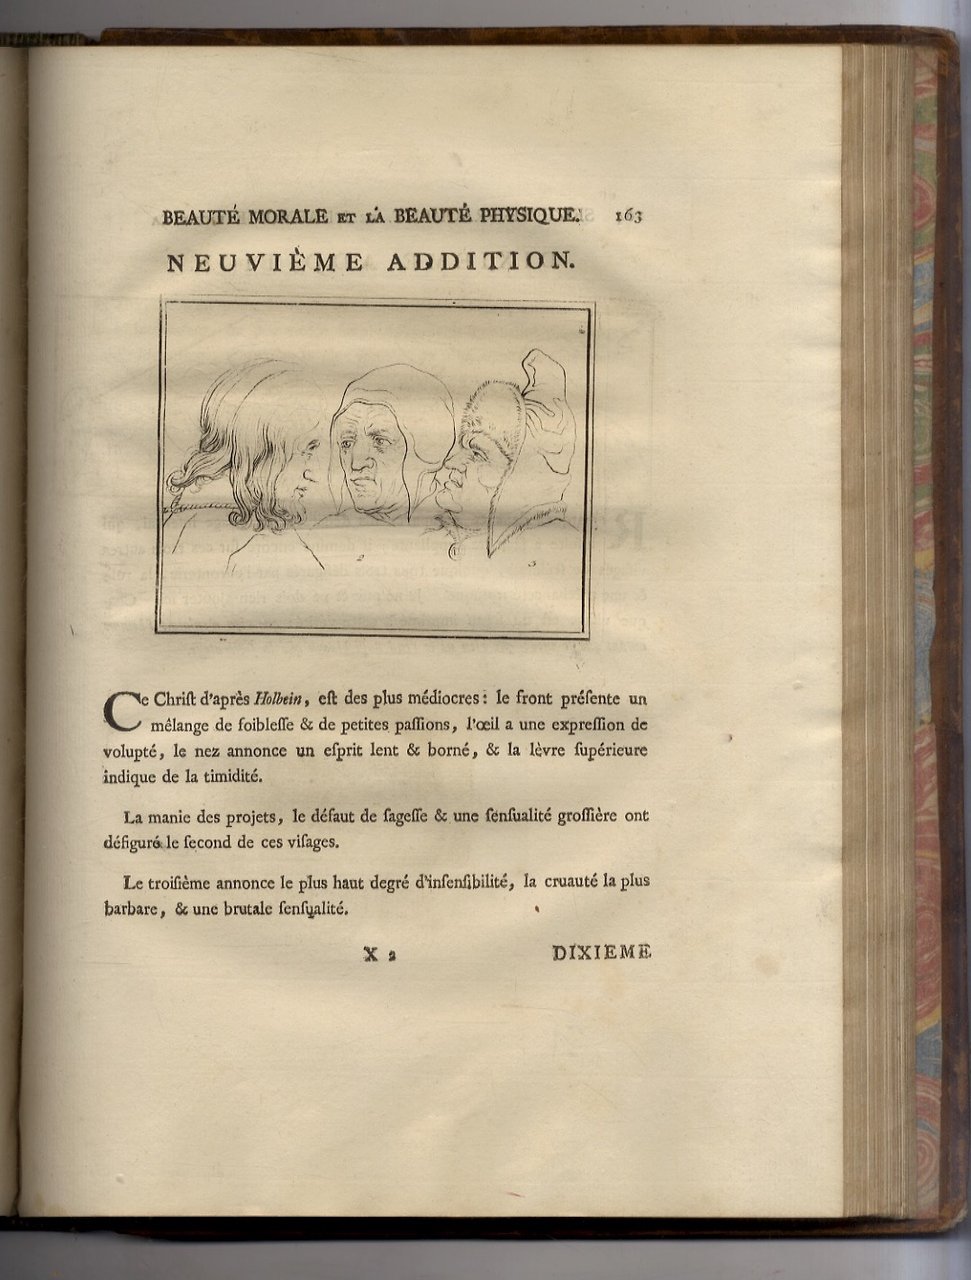 BEAUTÉ MORALE ET LA BEAUTÉ PHYSIQUE. 163
NEUVIÈME ADDITION.
2
3
Ce Chriſt d'après Holbein, eſt des plus médiocres : le front préſente un
mêlange de foibleſſe & de petites paſſions, l'œil a une expreſſion de
volupté, le nez annonce un eſprit lent & borné, & la lèvre ſupérieure
indique de la timidité.
La manie des projets, le défaut de ſageſſe & une ſenſualité groſſière ont
défiguré le ſecond de ces viſages.
Le troiſième annonce le plus haut degré d'inſenſibilité, la cruauté la plus
barbare, & une brutale ſenſualité.
X 2
DIXIEME